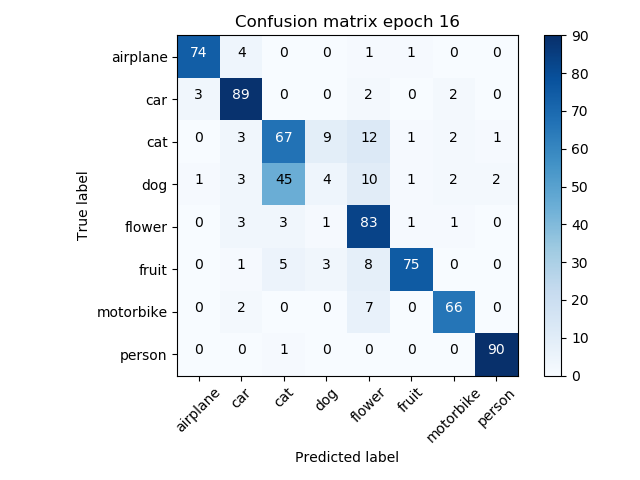 Confusion matrix epoch 16
True label
airplane 74 4 0 0 1 1 0 0
car 3 89 0 0 2 0 2 0
cat 0 3 67 9 12 1 2 1
dog 1 3 45 4 10 1 2 2
flower 0 3 3 1 83 1 1 0
fruit 0 1 5 3 8 75 0 0
motorbike 0 2 0 0 7 0 66 0
person 0 0 1 0 0 0 0 90
airplane car cat dog flower fruit motorbike person
Predicted label
90
80
70
60
50
40
30
20
10
0